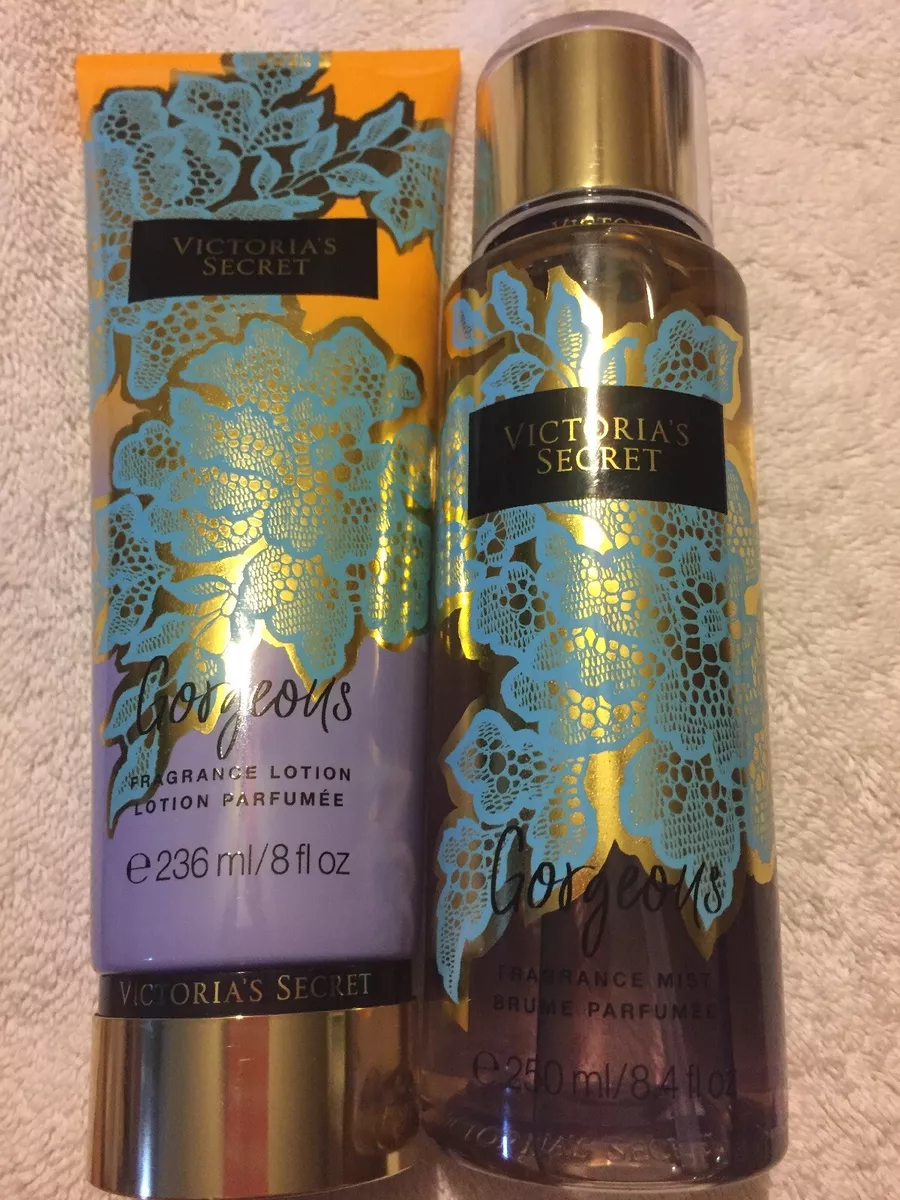 VICTORIA'S
SECRET
Gorgeous
FRAGRANCE LOTION
LOTION PARFUMÉE
e 236 ml/8 fl oz
VICTORIA'S SECRET
VICTORIA'S
SECRET
Gorgeous
FRAGRANCE MIST
BRUME PARFUMÉE
e 250 ml/8.4 fl oz